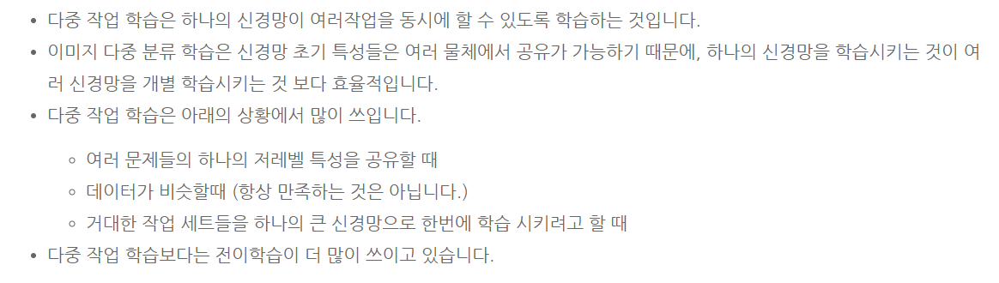 다중 작업 학습은 하나의 신경망이 여러작업을 동시에 할 수 있도록 학습하는 것입니다.
이미지 다중 분류 학습은 신경망 초기 특성들은 여러 물체에서 공유가 가능하기 때문에, 하나의 신경망을 학습시키는 것이 여
러 신경망을 개별 학습시키는 것 보다 효율적입니다.
다중 작업 학습은 아래의 상황에서 많이 쓰입니다.
여러 문제들의 하나의 저레벨 특성을 공유할 때
데이터가 비슷할때 (항상 만족하는 것은 아닙니다.)
거대한 작업 세트들을 하나의 큰 신경망으로 한번에 학습 시키려고 할 때
다중 작업 학습보다는 전이학습이 더 많이 쓰이고 있습니다.